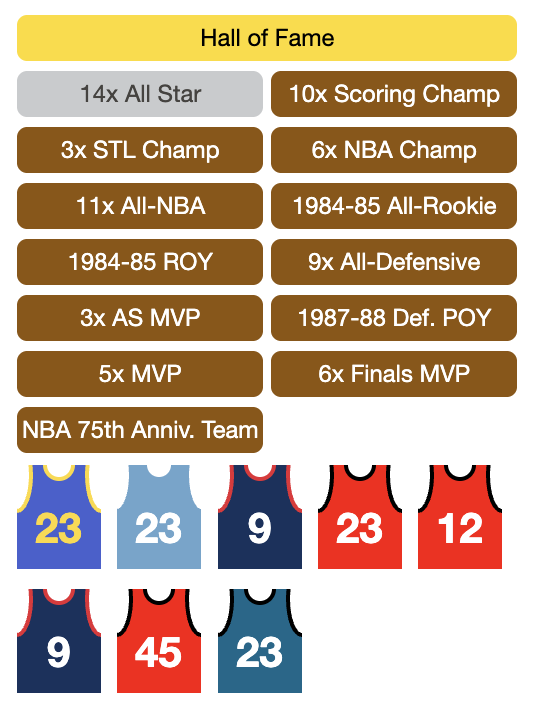 Hall of Fame
14x All Star
10x Scoring Champ
3x STL Champ
6x NBA Champ
11x All-NBA
1984-85 All-Rookie
1984-85 ROY
9x All-Defensive
3x AS MVP
1987-88 Def. POY
5x MVP
6x Finals MVP
NBA 75th Anniv. Team
23
23
9
23
12
9
45
23